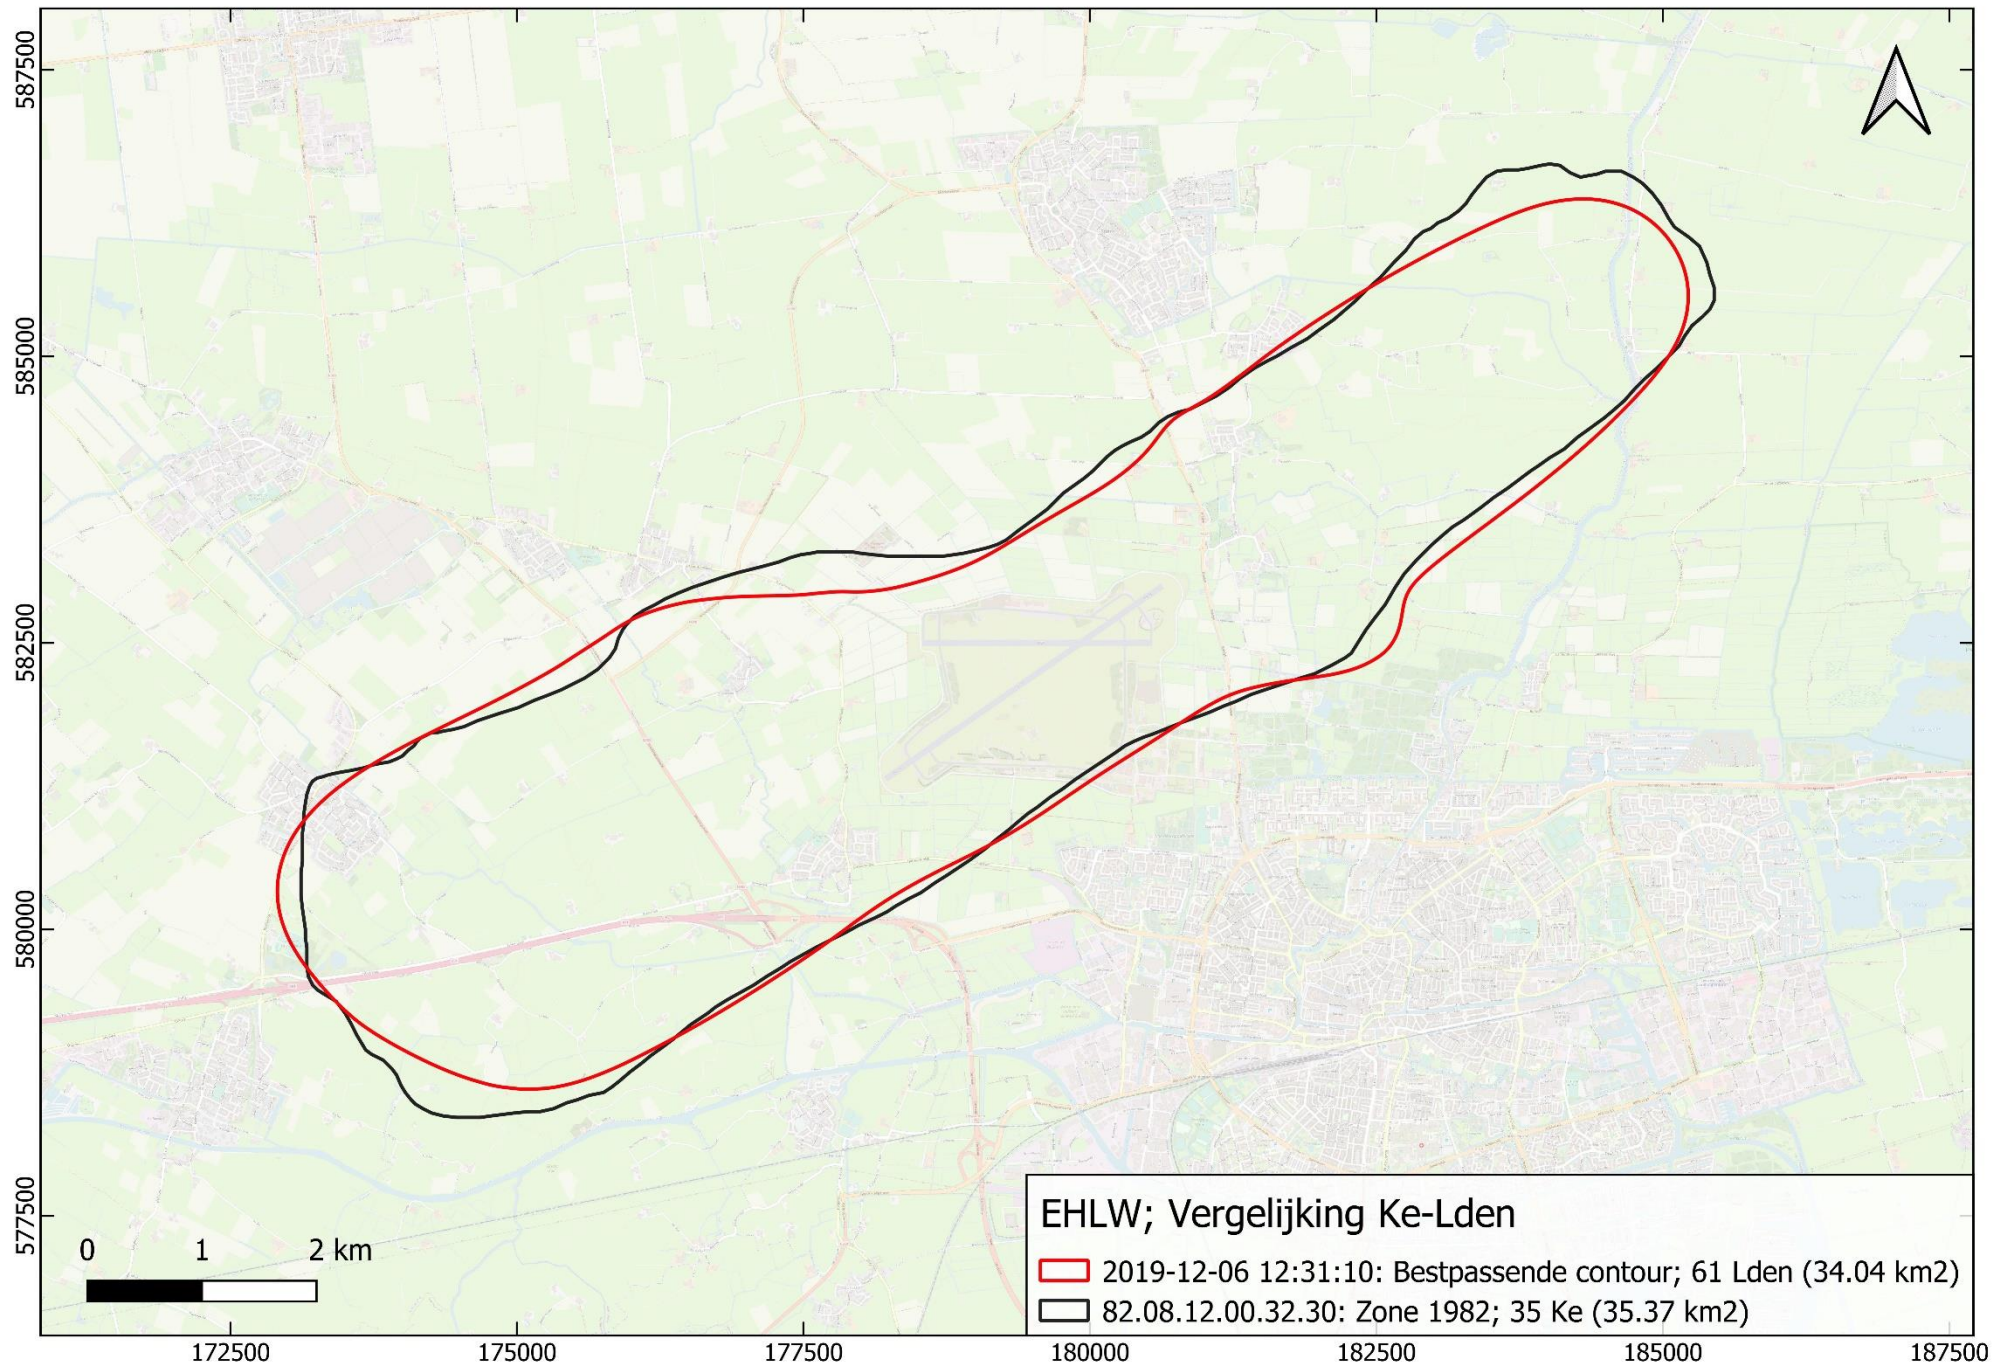 587500
585000
582500
580000
577500
0 1 2 km
EHLW; Vergelijking Ke-Lden
2019-12-06 12:31:10: Bestpassende contour; 61 Lden (34.04 km2)
82.08.12.00.32.30: Zone 1982; 35 Ke (35.37 km2)
172500 175000 177500 180000 182500 185000 187500